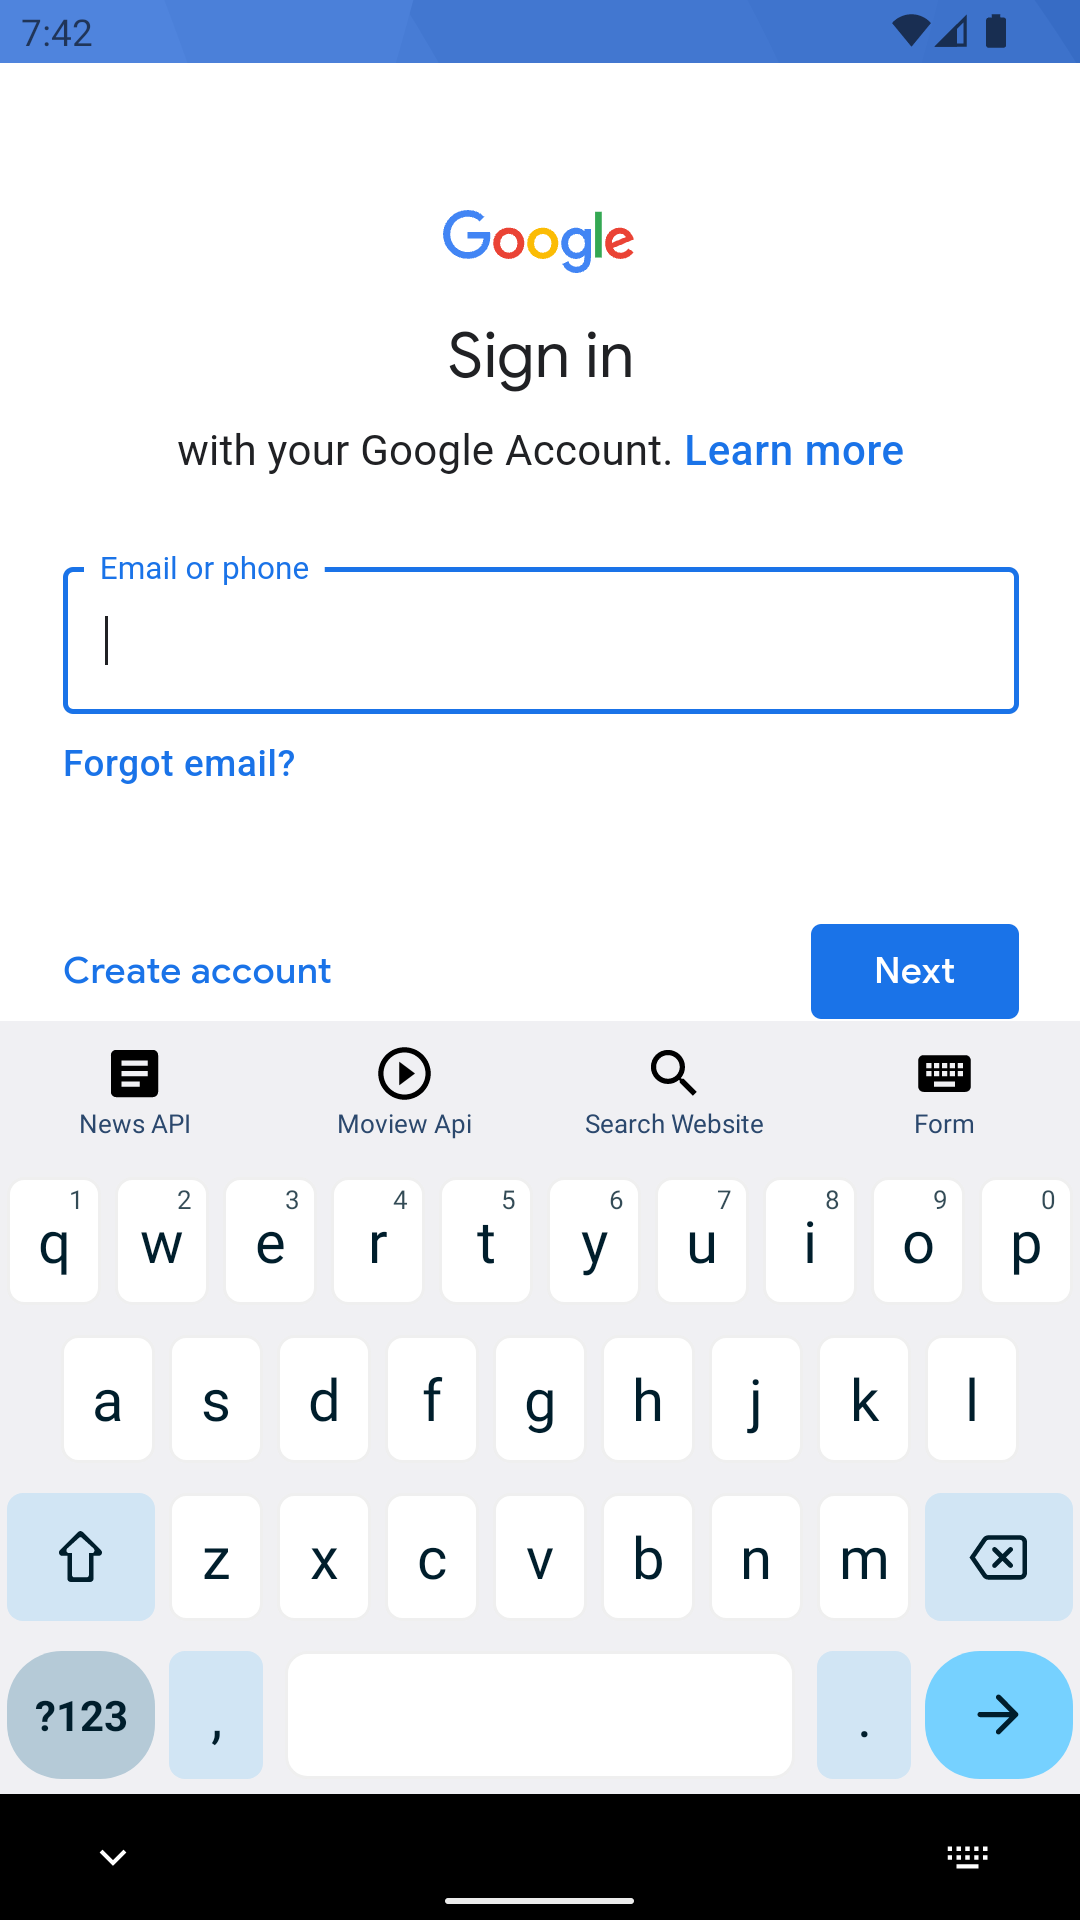 7:42
Google
Sign in
with your Google Account. Learn more
Email or phone
Forgot email?
Create account
Next
News API
Moview Api
Search Website
Form
1 2 3 4 5 6 7 8 9 0
q w e r t y u i o p
a s d f g h j k l
z x c v b n m
?123 , .